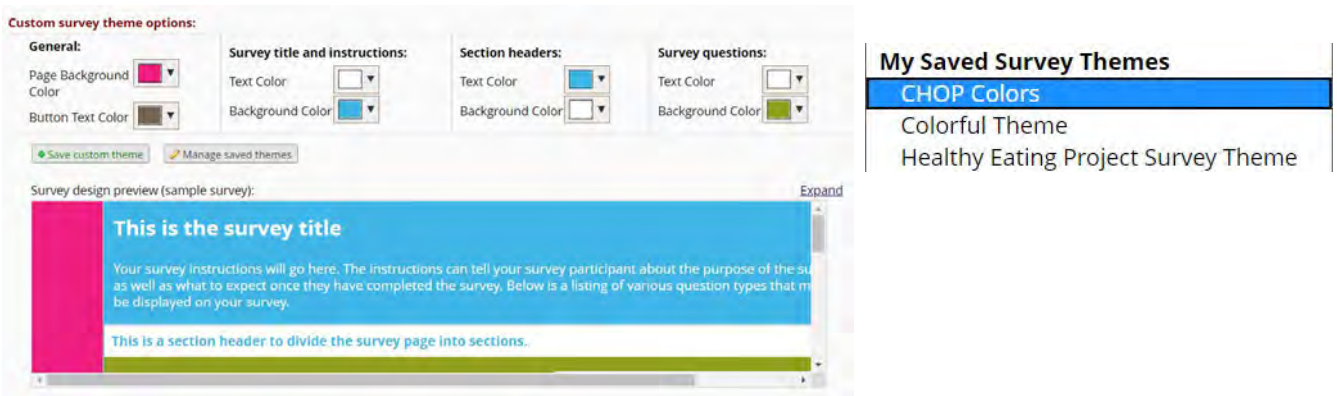 Custom survey theme options:
General:
Page Background
Color
Button Text Color
Survey title and instructions:
Text Color
Background Color
Section headers:
Text Color
Background Color
Survey questions:
Text Color
Background Color
Save custom theme
Manage saved themes
Survey design preview (sample survey):
Expand
This is the survey title
Your survey instructions will go here. The instructions can tell your survey participant about the purpose of the su
as well as what to expect once they have completed the survey. Below is a listing of various question types that m
be displayed on your survey.
This is a section header to divide the survey page into sections.
My Saved Survey Themes
CHOP Colors
Colorful Theme
Healthy Eating Project Survey Theme